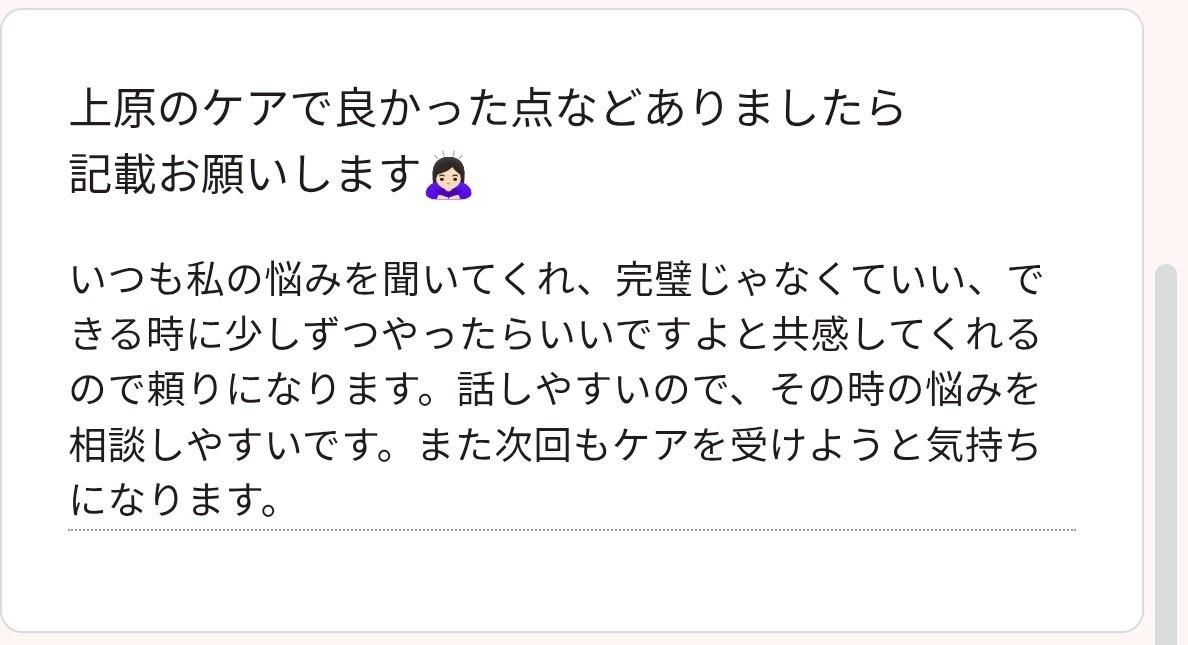 上原のケアで良かった点などありましたら
記載お願いします🙇🏻‍♀️
いつも私の悩みを聞いてくれ、完璧じゃなくていい、で
きる時に少しずつやったらいいですよと共感してくれる
ので頼りになります。話しやすいので、その時の悩みを
相談しやすいです。また次回もケアを受けようと気持ち
になります。